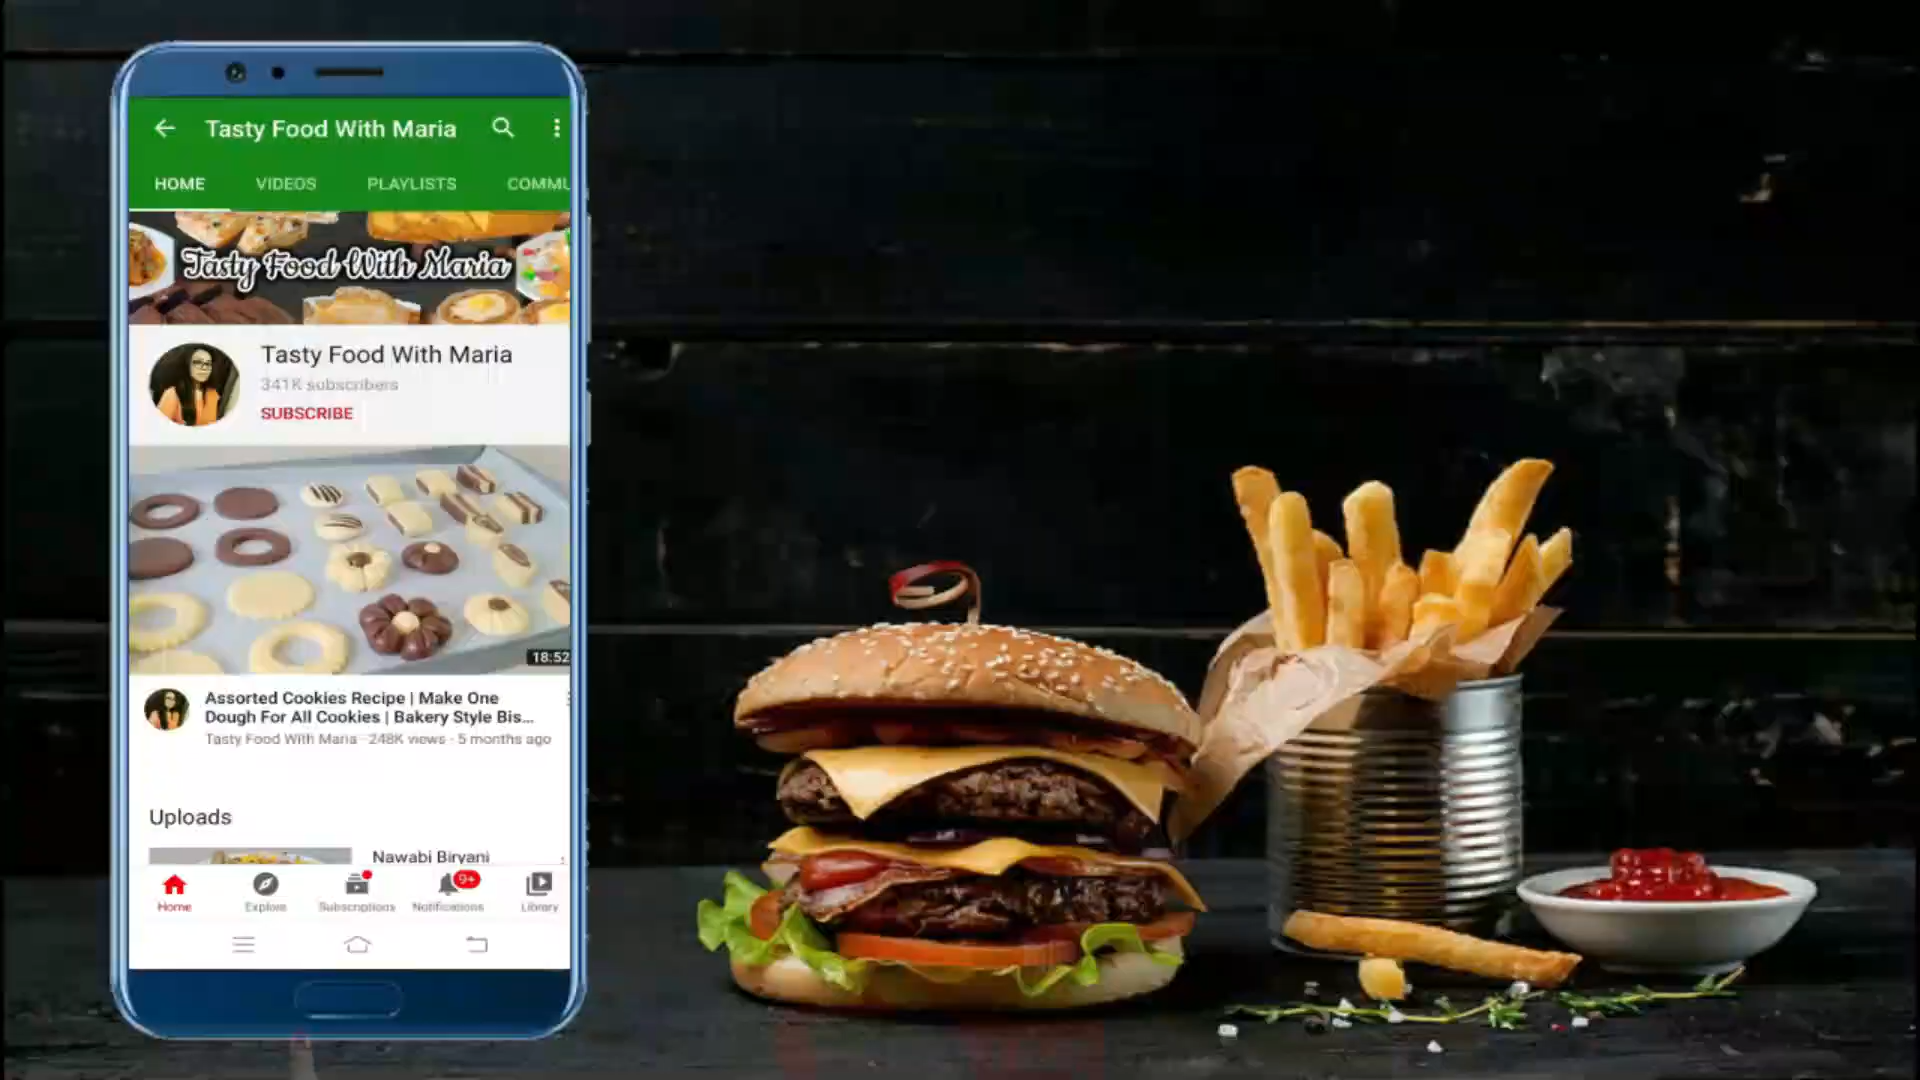 Tasty Food With Maria
HOME VIDEOS PLAYLISTS COMMU
Tasty Food With Maria
Tasty Food With Maria
341K subscribers
SUBSCRIBE
18:52
Assorted Cookies Recipe | Make One
Dough For All Cookies | Bakery Style Bis...
Tasty Food With Maria · 248K views · 5 months ago
Uploads
Nawabi Biryani
9+
Home Explore Subscriptions Notifications Library